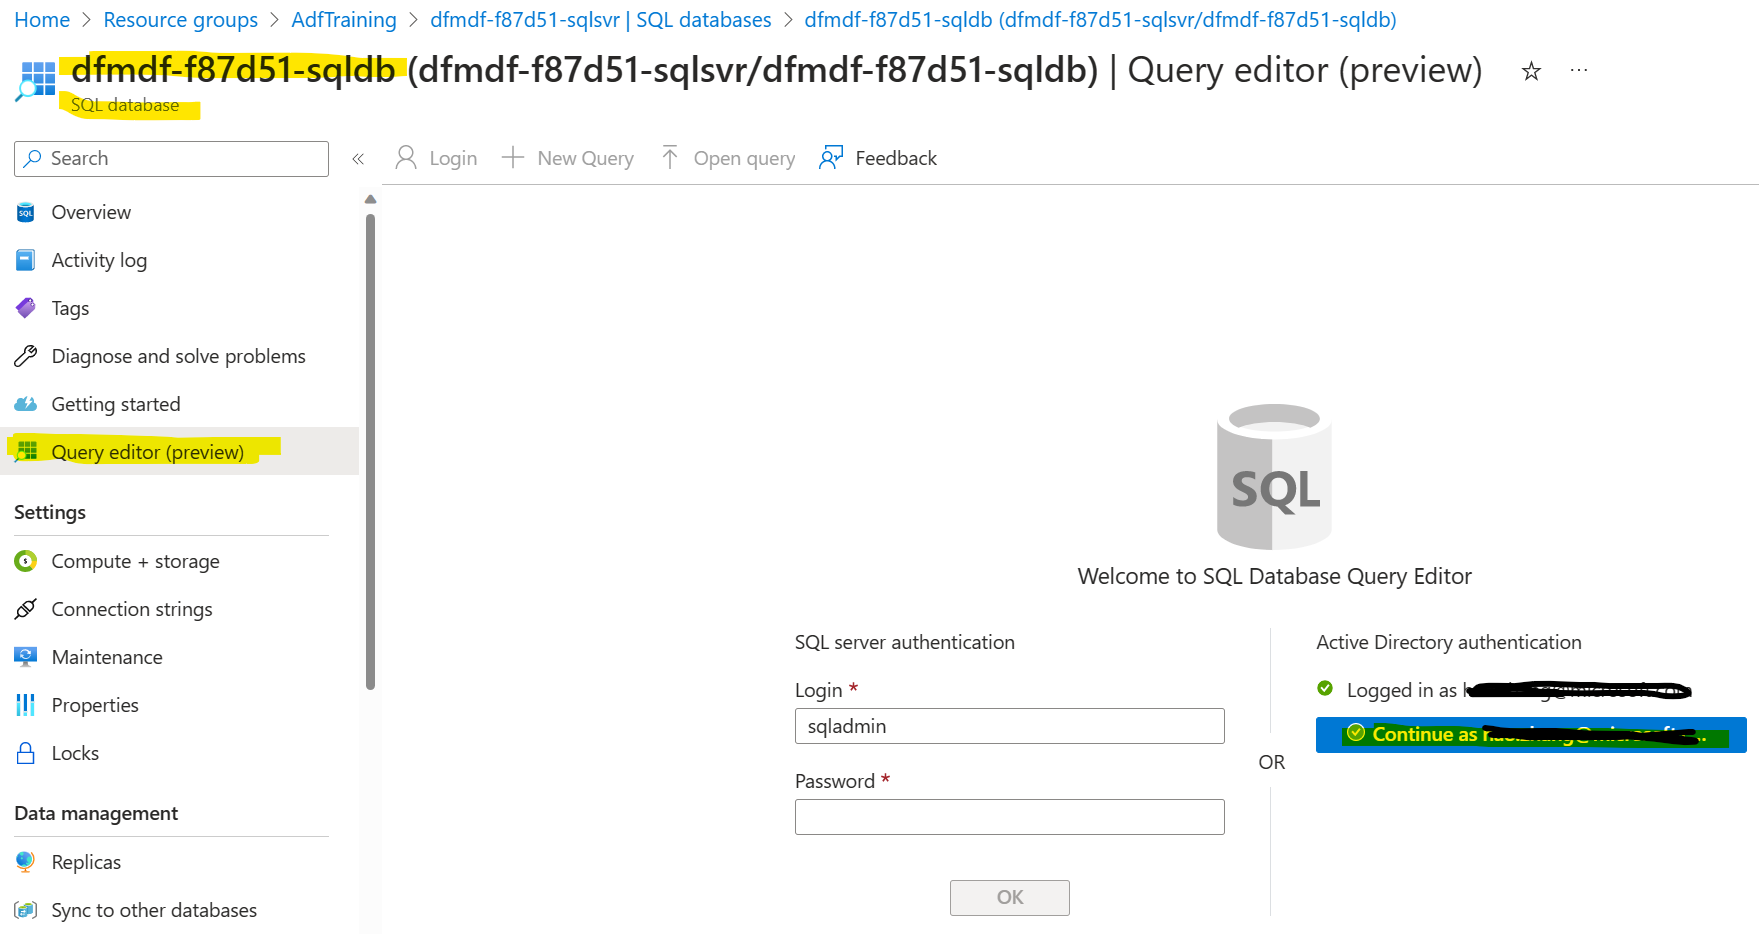 Home > Resource groups > AdfTraining > dfmdf-f87d51-sqlsvr | SQL databases > dfmdf-f87d51-sqldb (dfmdf-f87d51-sqlsvr/dfmdf-f87d51-sqldb)
dfmdf-f87d51-sqldb (dfmdf-f87d51-sqlsvr/dfmdf-f87d51-sqldb) | Query editor (preview) ☆ ...
SQL database
Search
«
Login
New Query
Open query
Feedback
Overview
Activity log
Tags
Diagnose and solve problems
Getting started
Query editor (preview)
Settings
Compute + storage
Connection strings
Maintenance
Properties
Locks
Data management
Replicas
Sync to other databases
SQL
Welcome to SQL Database Query Editor
SQL server authentication
Login *
sqladmin
Password *
OK
OR
Active Directory authentication
Logged in as
Continue as